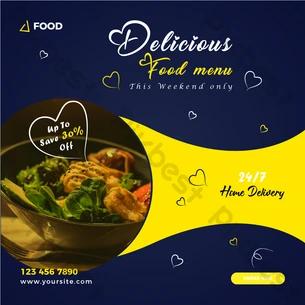 FOOD
Delicious
Food menu
This Weekend only
Up To
Save 30%
Off
24/7
Home Delivery
123 456 7890
www.yoursite.com